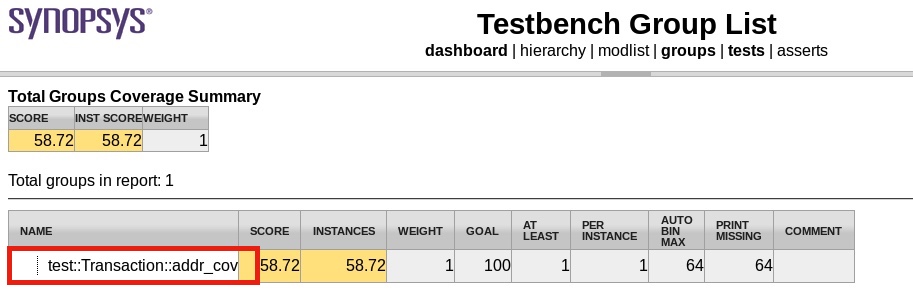 SYNOPSYS®
Testbench Group List
dashboard | hierarchy | modlist | groups | tests | asserts
Total Groups Coverage Summary
SCORE INST SCORE WEIGHT
58.72 58.72 1
Total groups in report: 1
NAME SCORE INSTANCES WEIGHT GOAL AT LEAST PER INSTANCE AUTO BIN MAX PRINT MISSING COMMENT
test::Transaction::addr_cov 58.72 58.72 1 100 1 1 64 64